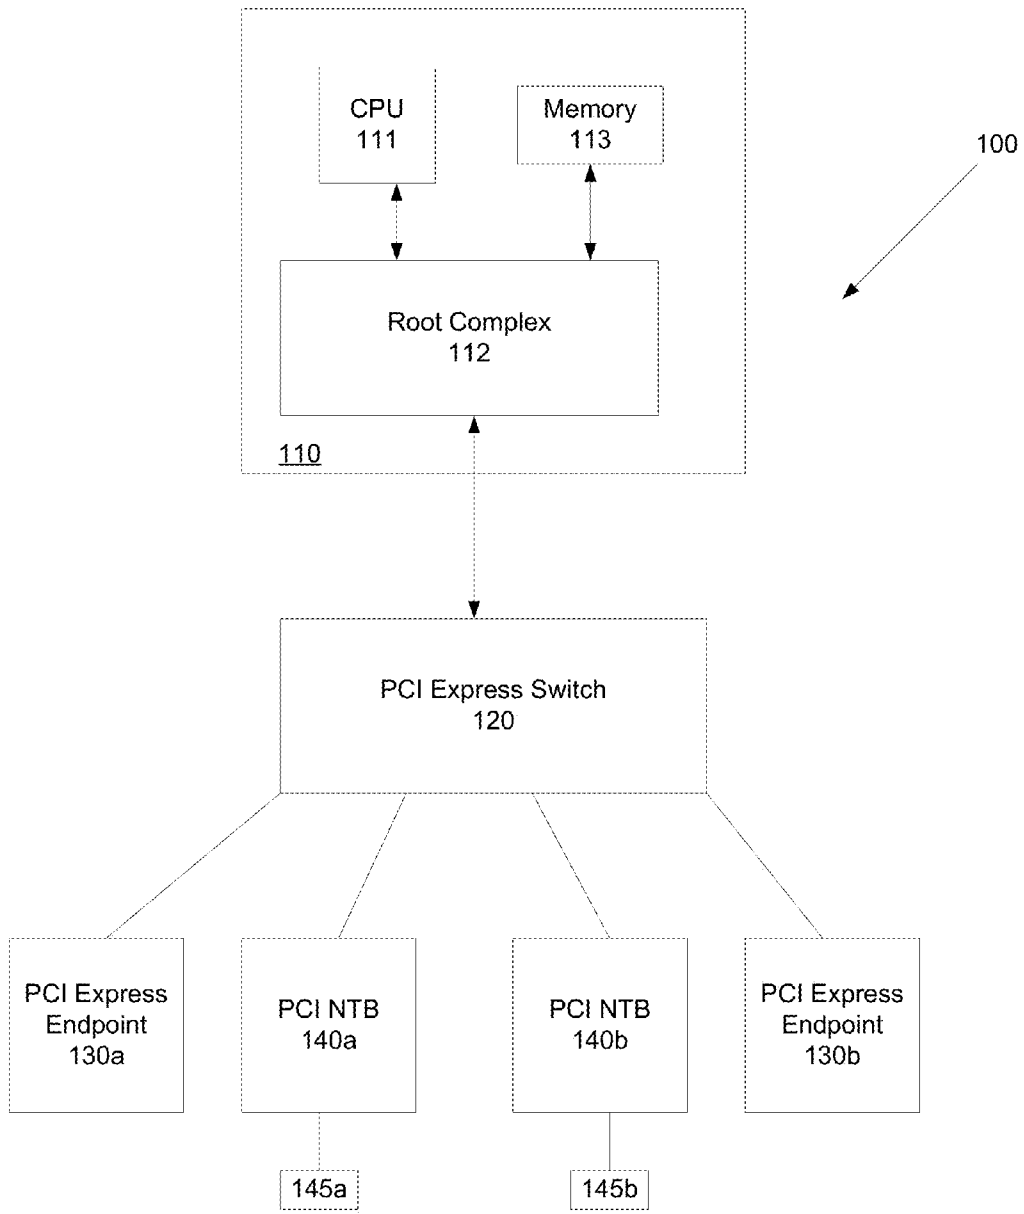 CPU
111
Memory
113
100
Root Complex
112
110
PCI Express Switch
120
PCI Express
Endpoint
130a
PCI NTB
140a
PCI NTB
140b
PCI Express
Endpoint
130b
145a
145b